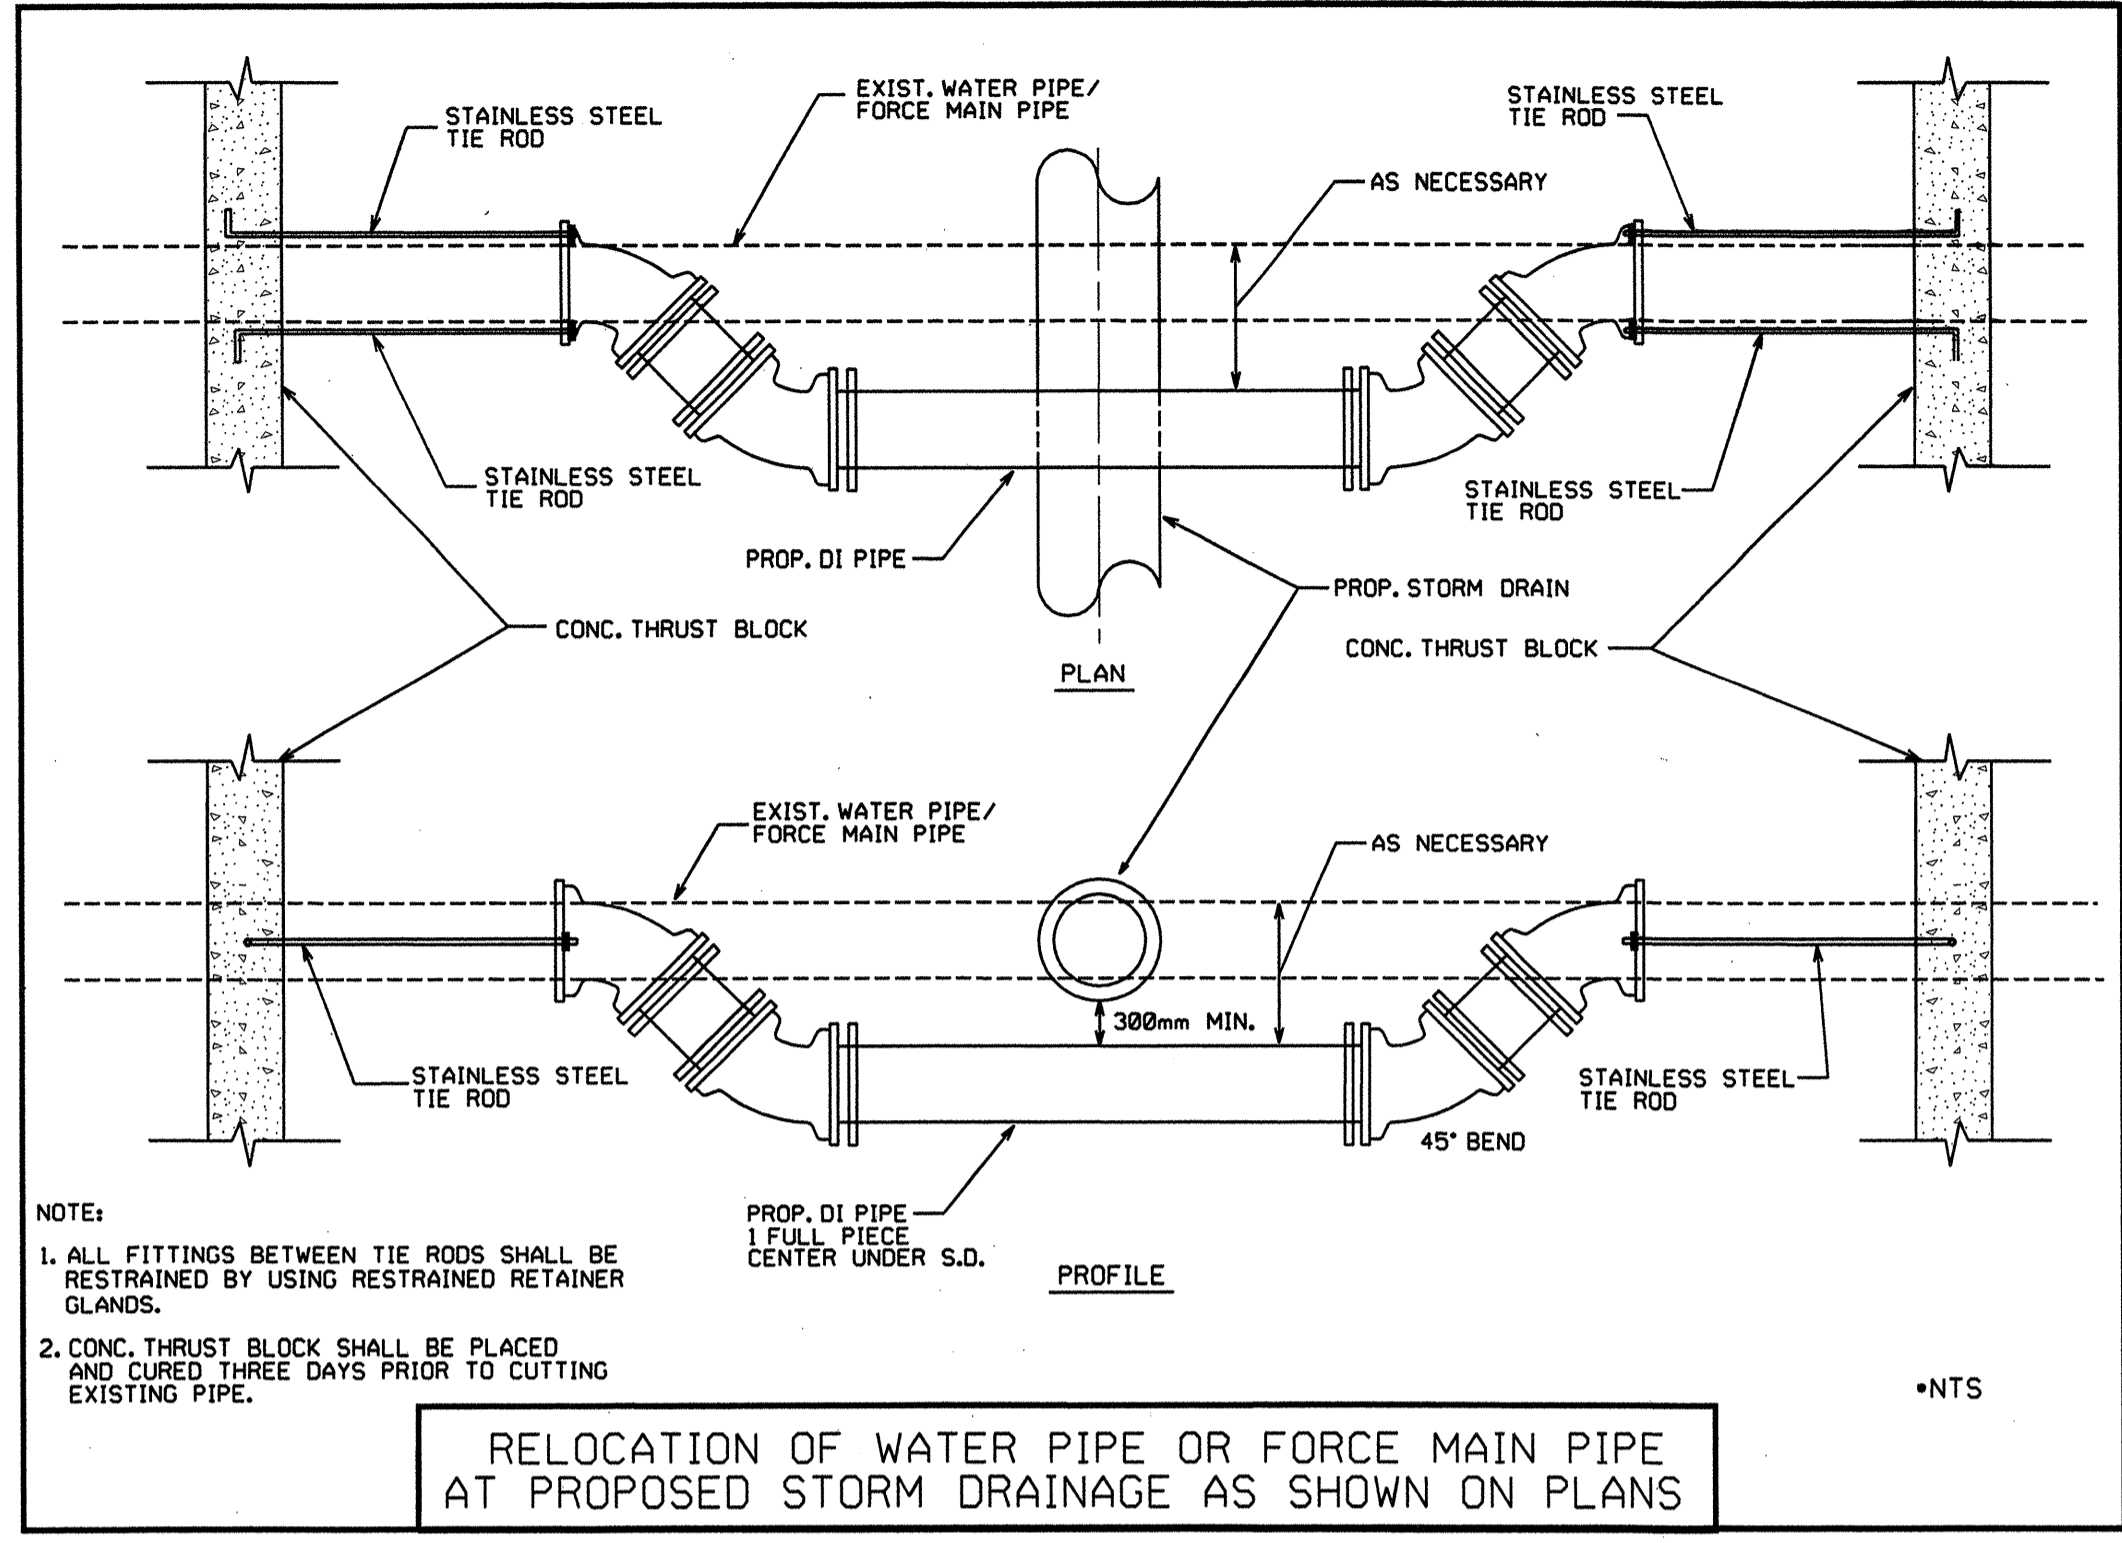 EXIST. WATER PIPE/
FORCE MAIN PIPE
STAINLESS STEEL
TIE ROD
STAINLESS STEEL
TIE ROD
AS NECESSARY
STAINLESS STEEL
TIE ROD
STAINLESS STEEL
TIE ROD
PROP. DI PIPE
PROP. STORM DRAIN
CONC. THRUST BLOCK
CONC. THRUST BLOCK
PLAN
EXIST. WATER PIPE/
FORCE MAIN PIPE
AS NECESSARY
300mm MIN.
STAINLESS STEEL
TIE ROD
STAINLESS STEEL
TIE ROD
45° BEND
PROP. DI PIPE
1 FULL PIECE
CENTER UNDER S.D.
PROFILE
NOTE:
1. ALL FITTINGS BETWEEN TIE RODS SHALL BE
RESTRAINED BY USING RESTRAINED RETAINER
GLANDS.
2. CONC. THRUST BLOCK SHALL BE PLACED
AND CURED THREE DAYS PRIOR TO CUTTING
EXISTING PIPE.
•NTS
RELOCATION OF WATER PIPE OR FORCE MAIN PIPE
AT PROPOSED STORM DRAINAGE AS SHOWN ON PLANS